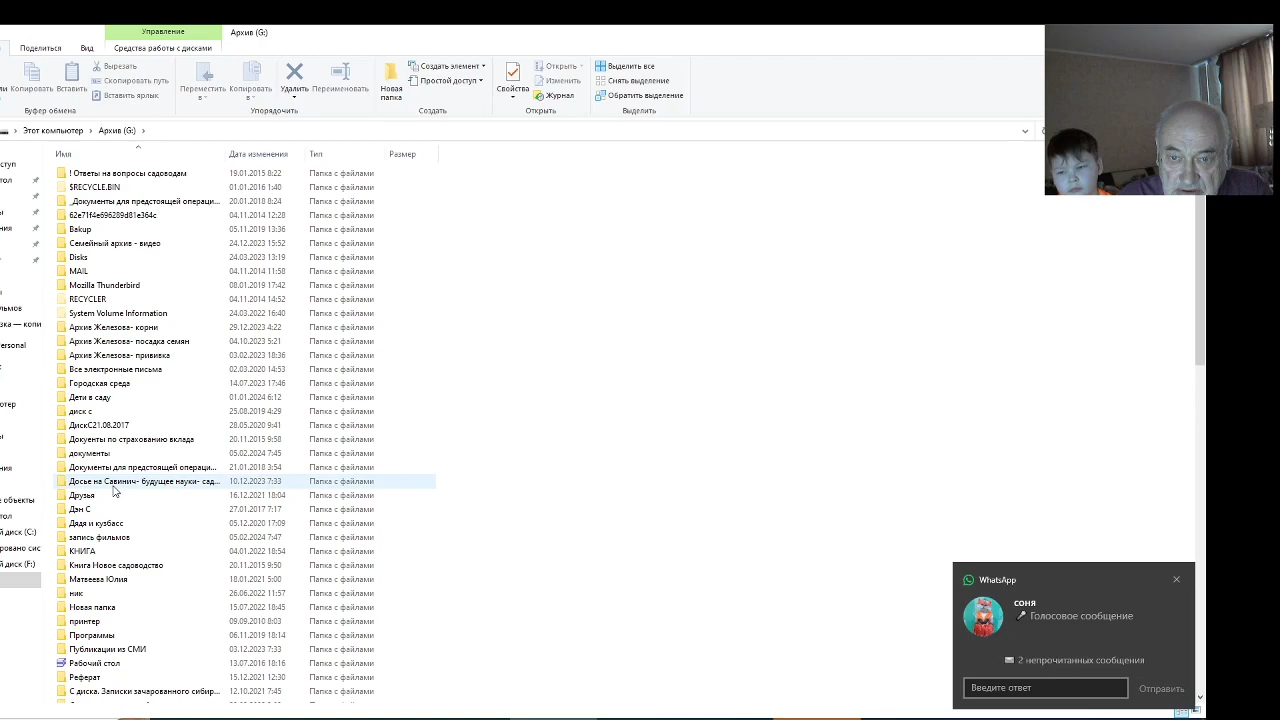 Управление
Архив (G:)
Поделиться
Вид
Средства работы с дисками
Копировать
Вставить
Вырезать
Скопировать путь
Вставить ярлык
Буфер обмена
Переместить в
Копировать в
Удалить
Переименовать
Упорядочить
Новая папка
Создать элемент
Простой доступ
Создать
Свойства
Открыть
Изменить
Журнал
Открыть
Выделить все
Снять выделение
Обратить выделение
Выделить
Этот компьютер > Архив (G:) >
Имя Дата изменения Тип Размер
! Ответы на вопросы садоводам 19.01.2015 8:22 Папка с файлами
$RECYCLE.BIN 01.01.2016 1:40 Папка с файлами
_Документы для предстоящей операци... 20.01.2018 8:24 Папка с файлами
62e71f4e696289d81e364c 04.11.2014 12:28 Папка с файлами
Bakup 05.11.2019 13:36 Папка с файлами
Cемейный архив - видео 24.12.2023 15:52 Папка с файлами
Disks 24.03.2023 13:19 Папка с файлами
MAIL 04.11.2014 11:58 Папка с файлами
Mozilla Thunderbird 08.01.2019 17:42 Папка с файлами
RECYCLER 04.11.2014 14:52 Папка с файлами
System Volume Information 24.03.2022 16:40 Папка с файлами
Архив Железова- корни 29.12.2023 4:22 Папка с файлами
Архив Железова - посадка семян 04.10.2023 5:21 Папка с файлами
Архив Железова - прививка 03.02.2023 18:36 Папка с файлами
Все электронные письма 02.03.2020 14:53 Папка с файлами
Городская среда 14.07.2023 17:46 Папка с файлами
Дети в саду 01.01.2024 6:12 Папка с файлами
диск с 25.08.2019 4:29 Папка с файлами
ДискС21.08.2017 28.05.2020 9:41 Папка с файлами
Докуенты по страхованию вклада 20.11.2015 9:58 Папка с файлами
документы 05.02.2024 7:45 Папка с файлами
Документы для предстоящей операци... 21.01.2018 3:54 Папка с файлами
Досье на Савинич- будущее науки- сад... 10.12.2023 7:33 Папка с файлами
Друзья 16.12.2021 18:04 Папка с файлами
Дэн С 27.01.2017 7:17 Папка с файлами
Дядя и кузбасс 05.12.2020 17:09 Папка с файлами
запись фильмов 05.02.2024 7:47 Папка с файлами
КНИГА 04.01.2022 18:54 Папка с файлами
Книга Новое садоводство 20.11.2015 9:50 Папка с файлами
Матвеева Юлия 18.01.2021 5:00 Папка с файлами
ник 26.06.2022 11:57 Папка с файлами
Новая папка 15.07.2022 18:45 Папка с файлами
принтер 09.09.2010 8:03 Папка с файлами
Программы 06.11.2019 18:14 Папка с файлами
Публикации из СМИ 03.12.2023 7:33 Папка с файлами
Рабочий стол 13.07.2016 18:16 Папка с файлами
Реферат 15.12.2021 12:30 Папка с файлами
С диска. Записки зачарованного сибир... 12.10.2021 7:45 Папка с файлами
WhatsApp
соня
Голосовое сообщение
2 непрочитанных сообщения
Введите ответ
Отправить